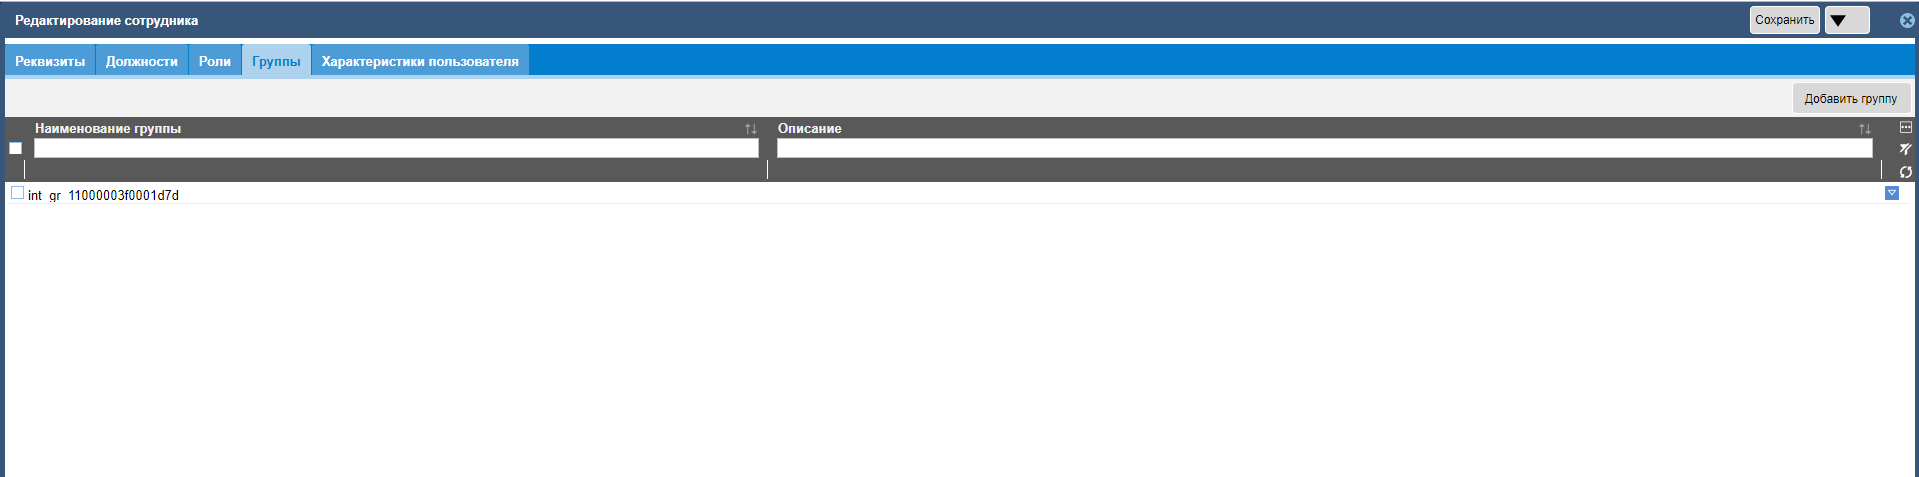 Редактирование сотрудника
Сохранить
Реквизиты Должности Роли Группы Характеристики пользователя
Добавить группу
Наименование группы Описание
int_gr_11000003f0001d7d